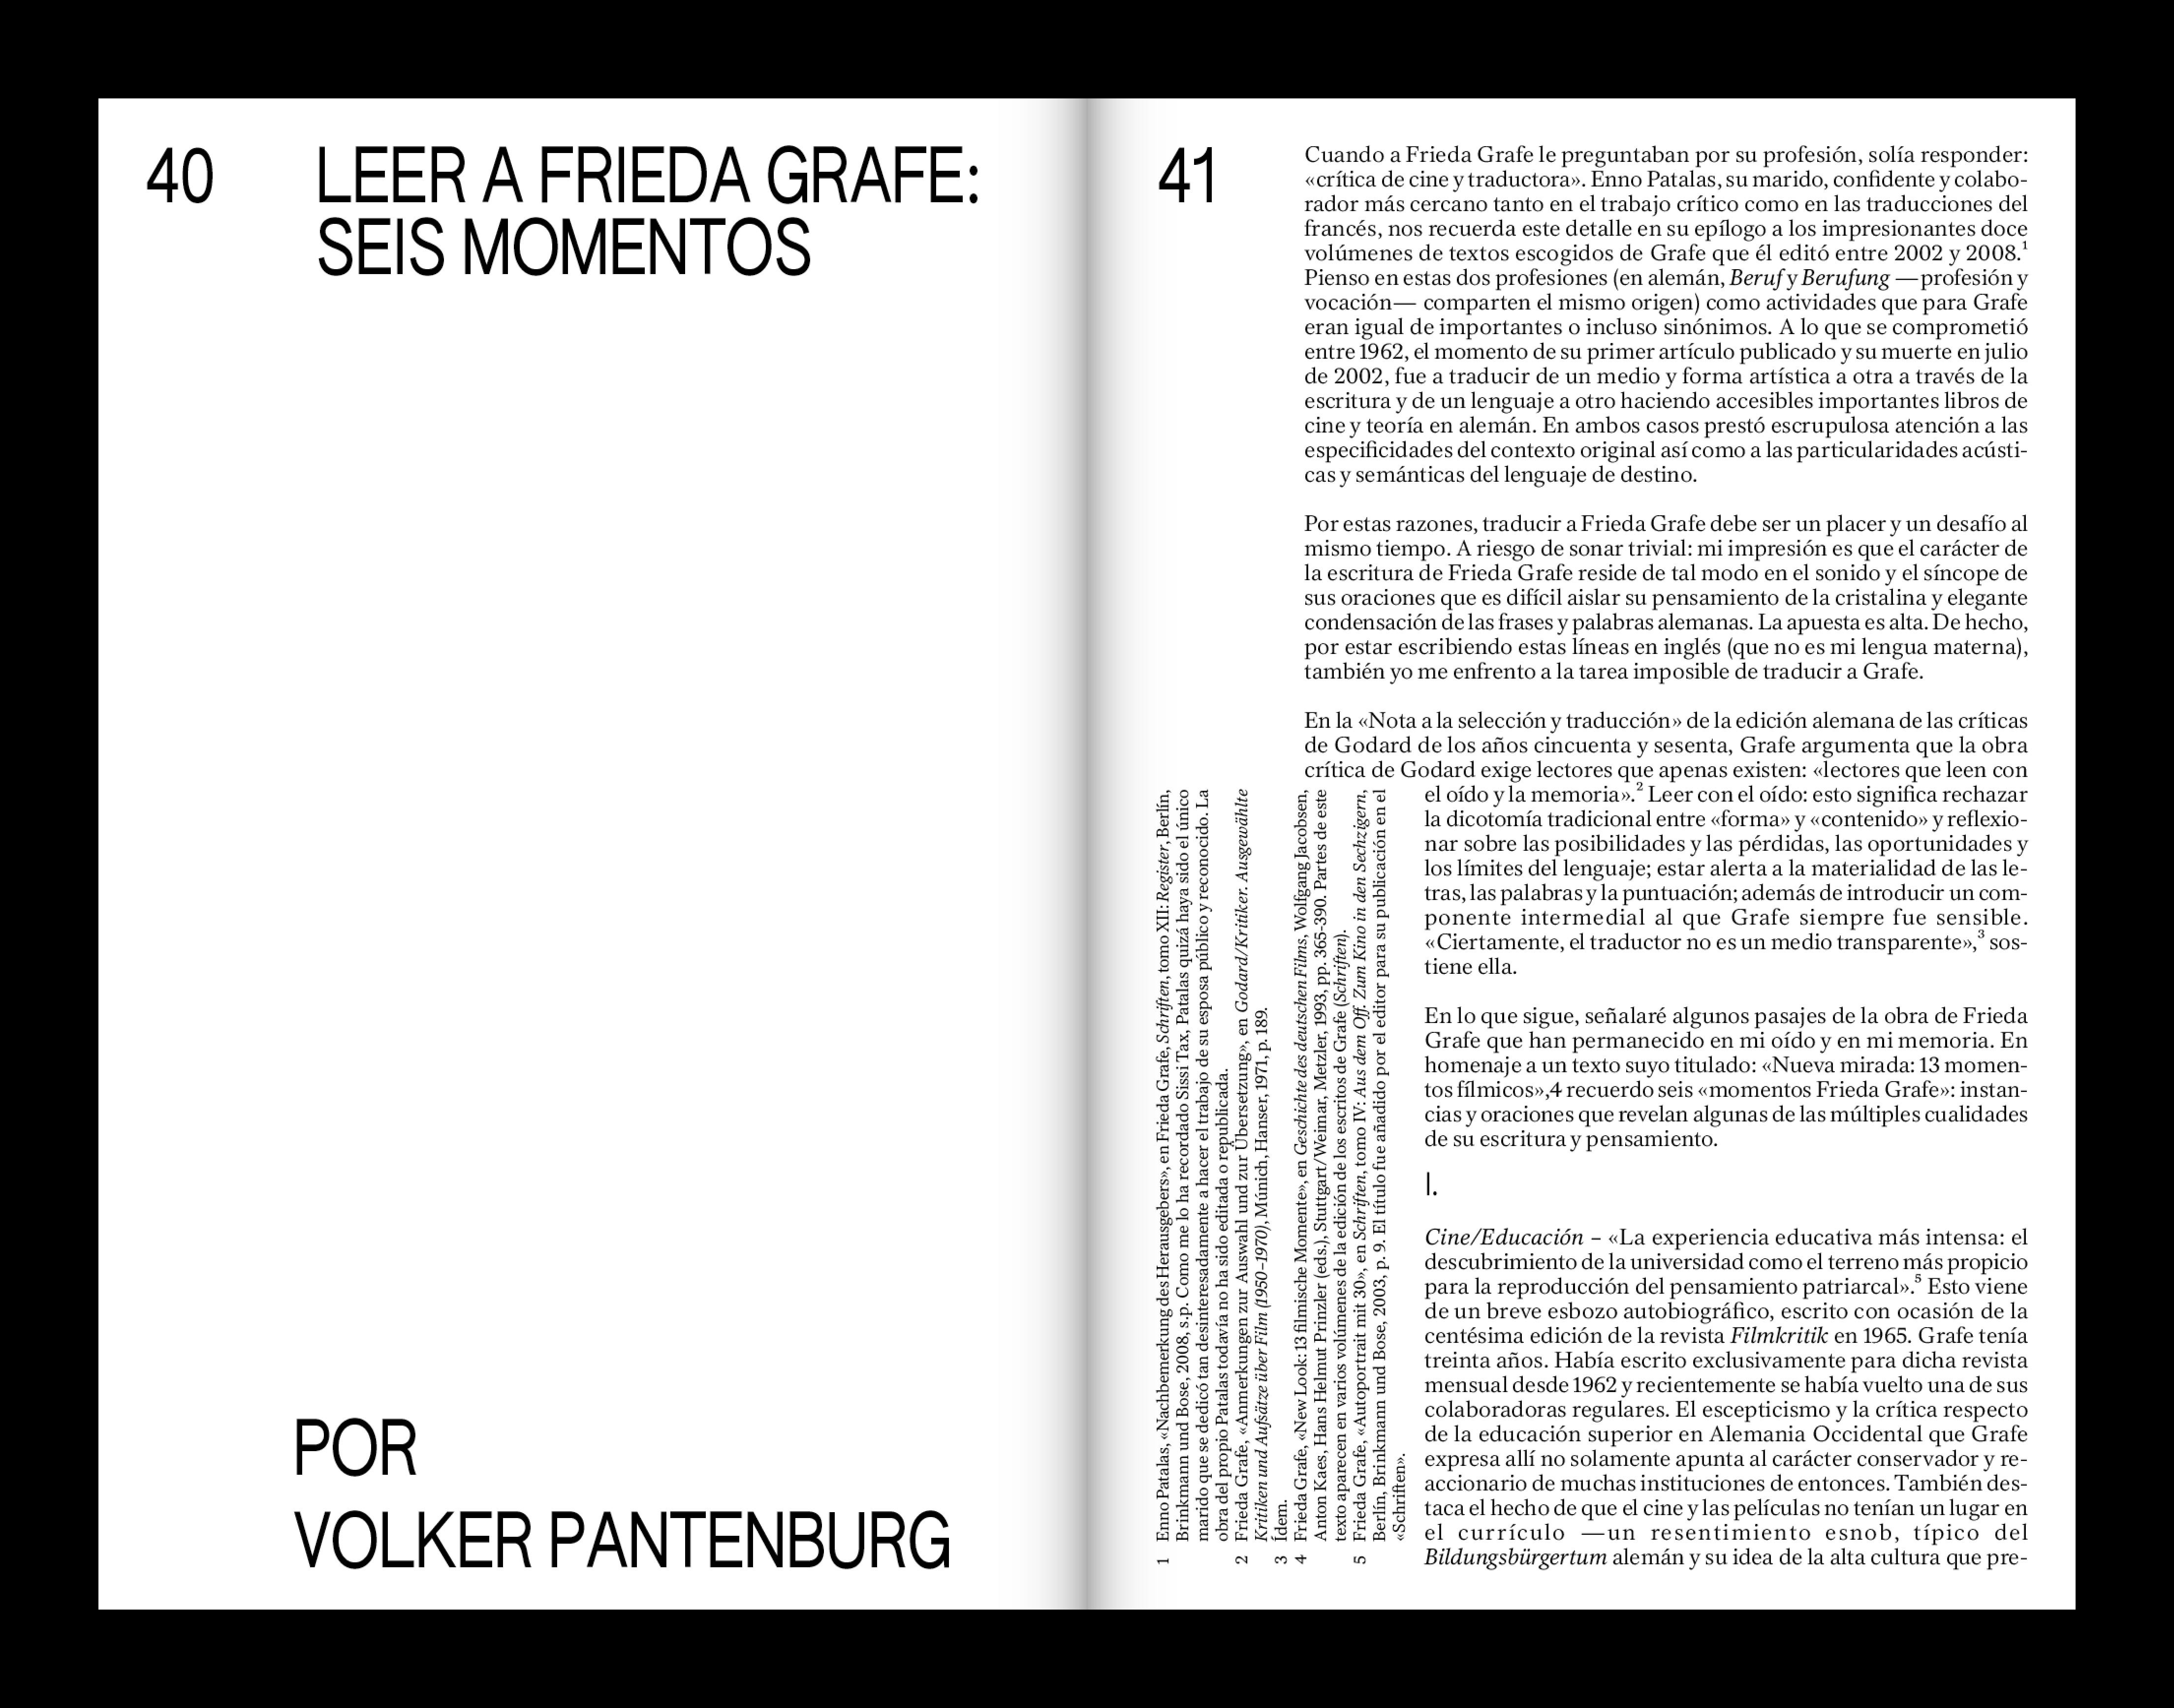 40
LEER A FRIEDA GRAFE:
SEIS MOMENTOS
POR
VOLKER PANTENBURG
41
Cuando a Frieda Grafe le preguntaban por su profesión, solía responder:
«crítica de cine y traductora». Enno Patalas, su marido, confidente y colabo-
rador más cercano tanto en el trabajo crítico como en las traducciones del
francés, nos recuerda este detalle en su epílogo a los impresionantes doce
volúmenes de textos escogidos de Grafe que él editó entre 2002 y 2008.¹
Pienso en estas dos profesiones (en alemán, Beruf y Berufung —profesión y
vocación— comparten el mismo origen) como actividades que para Grafe
eran igual de importantes o incluso sinónimos. A lo que se comprometió
entre 1962, el momento de su primer artículo publicado y su muerte en julio
de 2002, fue a traducir de un medio y forma artística a otra a través de la
escritura y de un lenguaje a otro haciendo accesibles importantes libros de
cine y teoría en alemán. En ambos casos prestó escrupulosa atención a las
especificidades del contexto original así como a las particularidades acústi-
cas y semánticas del lenguaje de destino.
Por estas razones, traducir a Frieda Grafe debe ser un placer y un desafío al
mismo tiempo. A riesgo de sonar trivial: mi impresión es que el carácter de
la escritura de Frieda Grafe reside de tal modo en el sonido y el síncope de
sus oraciones que es difícil aislar su pensamiento de la cristalina y elegante
condensación de las frases y palabras alemanas. La apuesta es alta. De hecho,
por estar escribiendo estas líneas en inglés (que no es mi lengua materna),
también yo me enfrento a la tarea imposible de traducir a Grafe.
En la «Nota a la selección y traducción» de la edición alemana de las críticas
de Godard de los años cincuenta y sesenta, Grafe argumenta que la obra
crítica de Godard exige lectores que apenas existen: «lectores que leen con
el oído y la memoria».² Leer con el oído: esto significa rechazar
la dicotomía tradicional entre «forma» y «contenido» y reflexio-
nar sobre las posibilidades y las pérdidas, las oportunidades y
los límites del lenguaje; estar alerta a la materialidad de las le-
tras, las palabras y la puntuación; además de introducir un com-
ponente intermedial al que Grafe siempre fue sensible.
«Ciertamente, el traductor no es un medio transparente»,³ sos-
tiene ella.
En lo que sigue, señalaré algunos pasajes de la obra de Frieda
Grafe que han permanecido en mi oído y en mi memoria. En
homenaje a un texto suyo titulado: «Nueva mirada: 13 momen-
tos fílmicos»,4 recuerdo seis «momentos Frieda Grafe»: instan-
cias y oraciones que revelan algunas de las múltiples cualidades
de su escritura y pensamiento.
I.
Cine/Educación – «La experiencia educativa más intensa: el
descubrimiento de la universidad como el terreno más propicio
para la reproducción del pensamiento patriarcal».⁵ Esto viene
de un breve esbozo autobiográfico, escrito con ocasión de la
centésima edición de la revista Filmkritik en 1965. Grafe tenía
treinta años. Había escrito exclusivamente para dicha revista
mensual desde 1962 y recientemente se había vuelto una de sus
colaboradoras regulares. El escepticismo y la crítica respecto
de la educación superior en Alemania Occidental que Grafe
expresa allí no solamente apunta al carácter conservador y re-
accionario de muchas instituciones de entonces. También des-
taca el hecho de que el cine y las películas no tenían un lugar en
el currículo —un resentimiento esnob, típico del
Bildungsbürgertum alemán y su idea de la alta cultura que pre-
1 Enno Patalas, «Nachbemerkung des Herausgebers», en Frieda Grafe, Schriften, tomo XII: Register, Berlín,
Brinkmann und Bose, 2008, s.p. Como me lo ha recordado Sissi Tax, Patalas quizá haya sido el único
marido que se dedicó tan desinteresadamente a hacer el trabajo de su esposa público y reconocido. La
obra del propio Patalas todavía no ha sido editada o republicada.
2 Frieda Grafe, «Anmerkungen zur Auswahl und zur Übersetzung», en Godard/Kritiker. Ausgewählte
Kritiken und Aufsätze über Film (1950-1970), Múnich, Hanser, 1971, p. 189.
3 Ídem.
4 Frieda Grafe, «New Look: 13 filmische Momente», en Geschichte des deutschen Films, Wolfgang Jacobsen,
Anton Kaes, Hans Helmut Prinzler (eds.), Stuttgart/Weimar, Metzler, 1993, pp. 365-390. Partes de este
texto aparecen en varios volúmenes de la edición de los escritos de Grafe (Schriften).
5 Frieda Grafe, «Autoportrait mit 30», en Schriften, tomo IV: Aus dem Off. Zum Kino in den Sechzigern,
Berlín, Brinkmann und Bose, 2003, p. 9. El título fue añadido por el editor para su publicación en el
«Schriften».